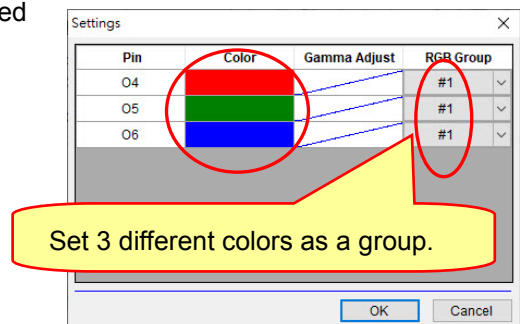 ed
Settings
Pin Color Gamma Adjust RGB Group
O4 #1
O5 #1
O6 #1
Set 3 different colors as a group.
OK Cancel